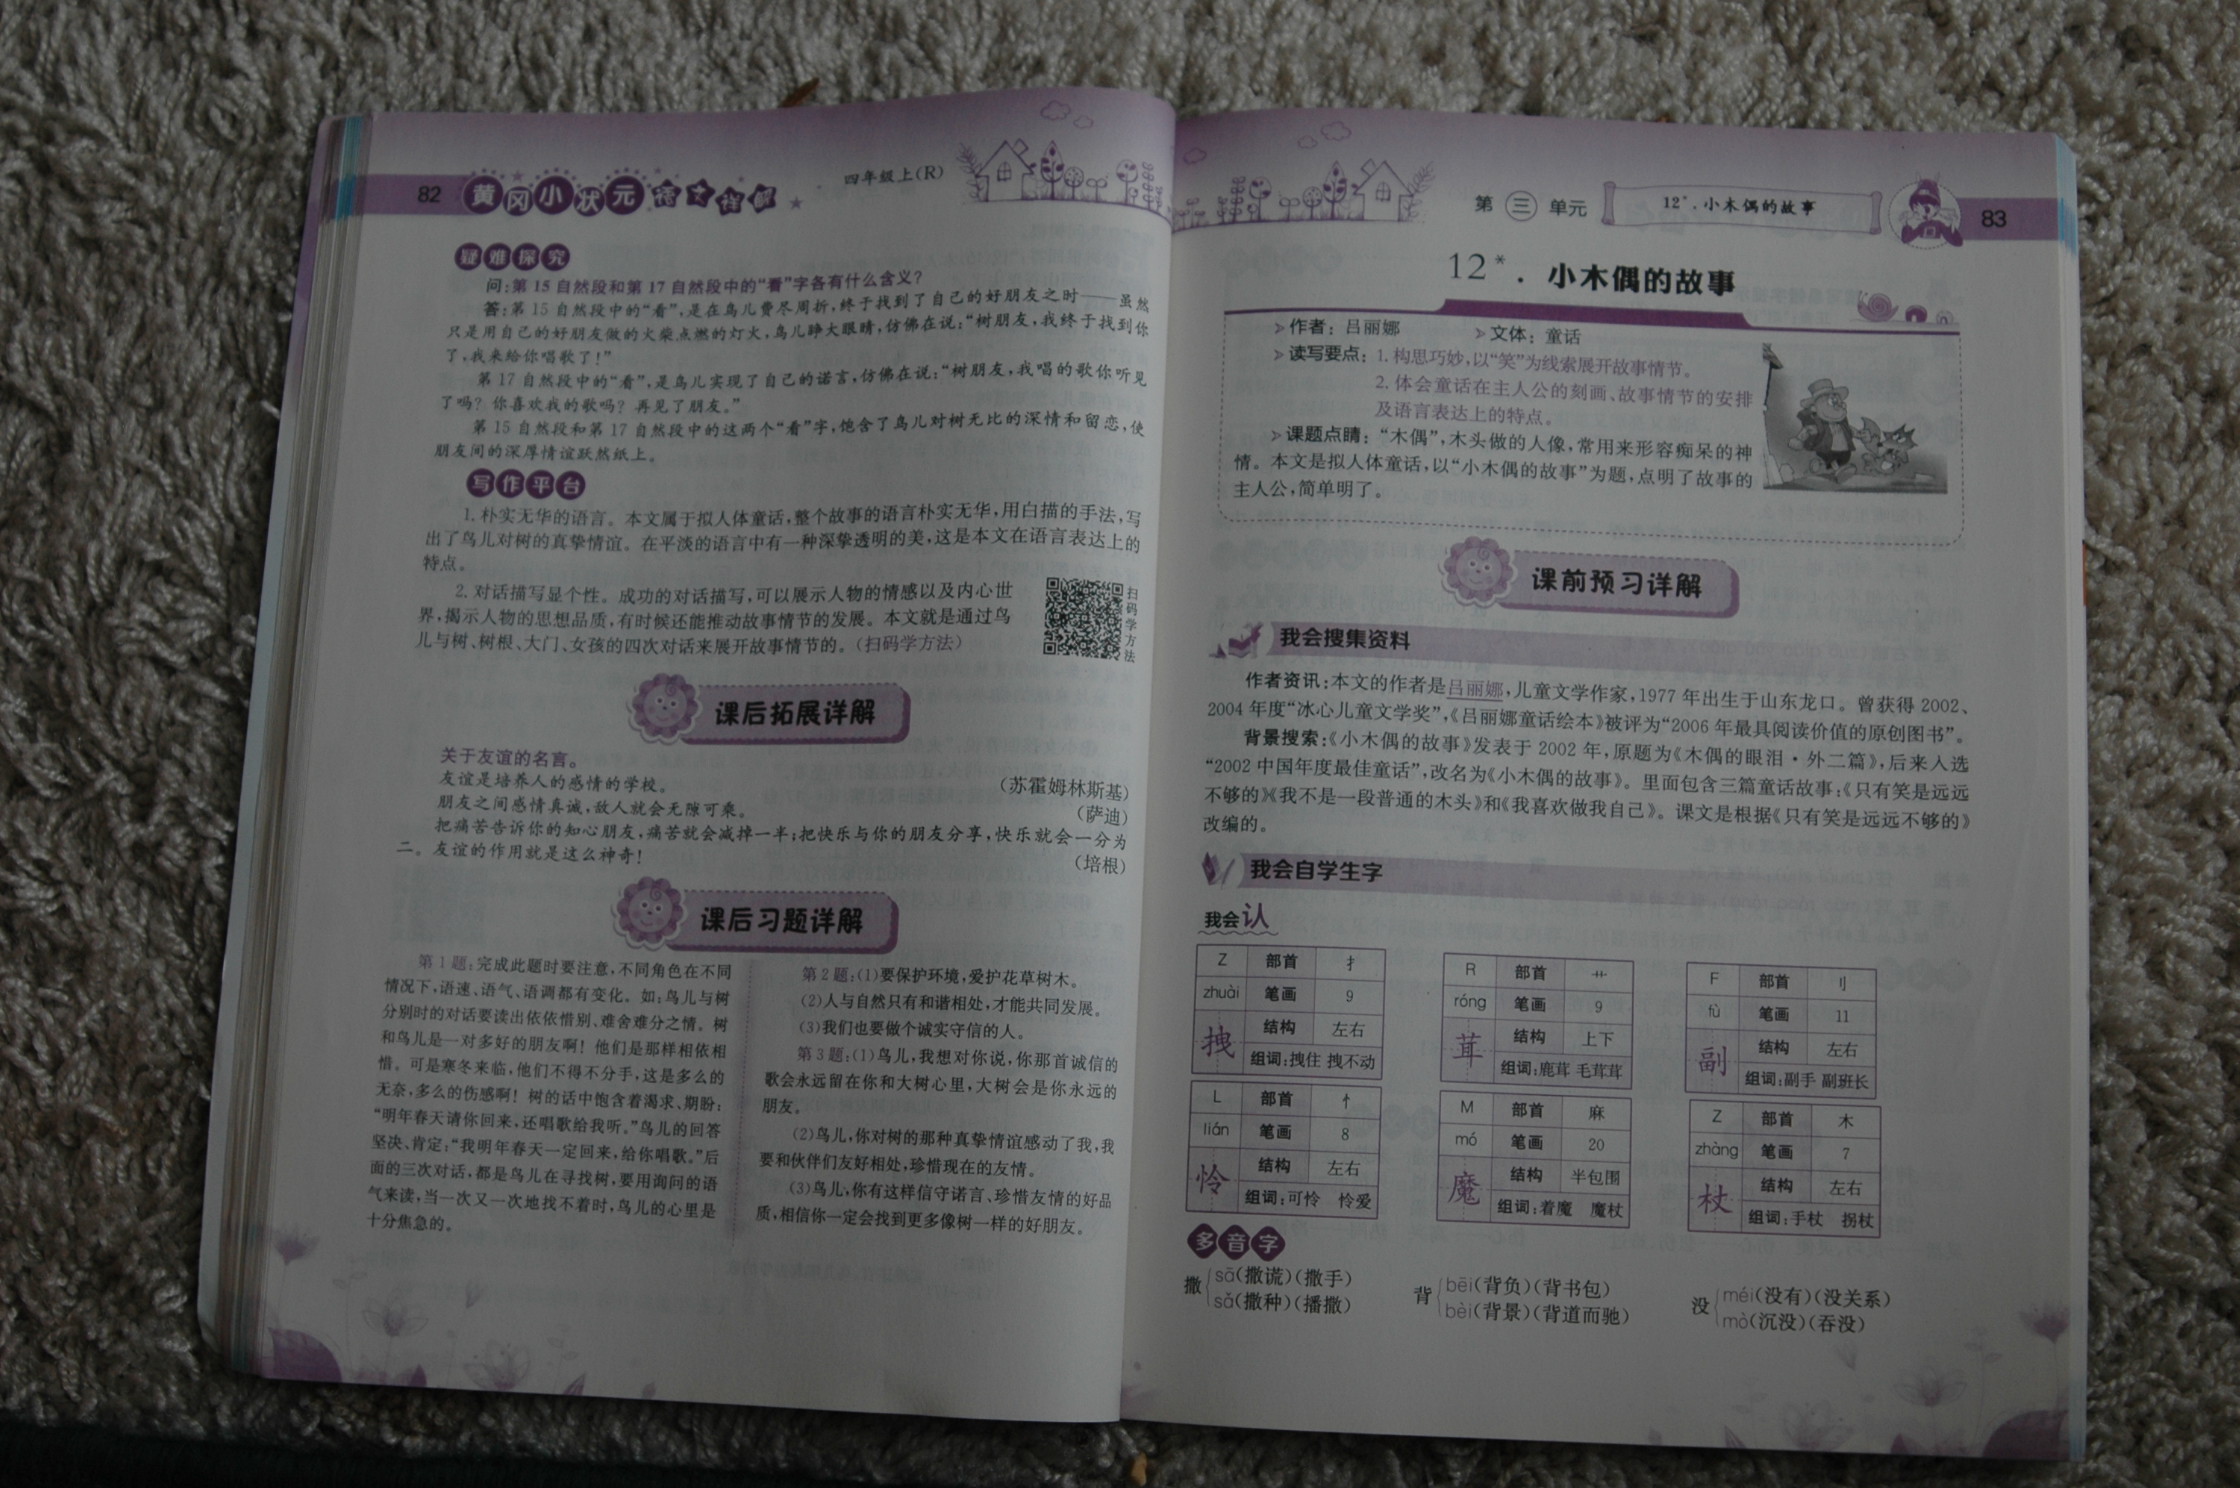 82 黄冈小状元 语文详解 四年级上(R)
疑难探究
问:第 15 自然段和第 17 自然段中的“看”字各有什么含义?
答:第 15 自然段中的“看”,是在鸟儿费尽周折,终于找到了自己的好朋友之时——虽然
只是用自己的好朋友做的火柴点燃的灯火,鸟儿睁大眼睛,仿佛在说:“树朋友,我终于找到你
了,我来给你唱歌了!”
第 17 自然段中的“看”,是鸟儿实现了自己的诺言,仿佛在说:“树朋友,我唱的歌你听见
了吗?你喜欢我的歌吗?再见了朋友。”
第 15 自然段和第 17 自然段中的这两个“看”字,饱含了鸟儿对树无比的深情和留恋,使
朋友间的深厚情谊跃然纸上。
写作平台
1. 朴实无华的语言。本文属于拟人体童话,整个故事的语言朴实无华,用白描的手法,写
出了鸟儿对树的真挚情谊。在平淡的语言中有一种深挚透明的美,这是本文在语言表达上的
特点。
2. 对话描写显个性。成功的对话描写,可以展示人物的情感以及内心世
界,揭示人物的思想品质,有时候还能推动故事情节的发展。本文就是通过鸟
儿与树、树根、大门、女孩的四次对话来展开故事情节的。(扫码学方法)
扫码学方法
课后拓展详解
关于友谊的名言。
友谊是培养人的感情的学校。 (苏霍姆林斯基)
朋友之间感情真诚,敌人就会无隙可乘。 (萨迪)
把痛苦告诉你的知心朋友,痛苦就会减掉一半;把快乐与你的朋友分享,快乐就会一分为
二。友谊的作用就是这么神奇! (培根)
课后习题详解
第 1 题:完成此题时要注意,不同角色在不同
情况下,语速、语气、语调都有变化。如:鸟儿与树
分别时的对话要读出依依惜别、难舍难分之情。树
和鸟儿是一对多好的朋友啊!他们是那样相依相
惜。可是寒冬来临,他们不得不分手,这是多么的
无奈,多么的伤感啊!树的话中饱含着渴求、期盼:
“明年春天请你回来,还唱歌给我听。”鸟儿的回答
坚决、肯定:“我明年春天一定回来,给你唱歌。”后
面的三次对话,都是鸟儿在寻找树,要用询问的语
气来读,当一次又一次地找不着时,鸟儿的心里是
十分焦急的。
第 2 题:(1)要保护环境,爱护花草树木。
(2)人与自然只有和谐相处,才能共同发展。
(3)我们也要做个诚实守信的人。
第 3 题:(1)鸟儿,我想对你说,你那首诚信的
歌会永远留在你和大树心里,大树会是你永远的
朋友。
(2)鸟儿,你对树的那种真挚情谊感动了我,我
要和伙伴们友好相处,珍惜现在的友情。
(3)鸟儿,你有这样信守诺言、珍惜友情的好品
质,相信你一定会找到更多像树一样的好朋友。
第三单元 12*·小木偶的故事 83
12*·小木偶的故事
作者:吕丽娜 文体:童话
读写要点:1. 构思巧妙,以“笑”为线索展开故事情节。
2. 体会童话在主人公的刻画、故事情节的安排
及语言表达上的特点。
课题点睛:“木偶”,木头做的人像,常用来形容痴呆的神
情。本文是拟人体童话,以“小木偶的故事”为题,点明了故事的
主人公,简单明了。
课前预习详解
我会搜集资料
作者资讯:本文的作者是吕丽娜,儿童文学作家,1977 年出生于山东龙口。曾获得 2002、
2004 年度“冰心儿童文学奖”,《吕丽娜童话绘本》被评为“2006 年最具阅读价值的原创图书”。
背景搜索:《小木偶的故事》发表于 2002 年,原题为《木偶的眼泪·外二篇》,后来入选
“2002 中国年度最佳童话”,改名为《小木偶的故事》。里面包含三篇童话故事:《只有笑是远远
不够的》《我不是一段普通的木头》和《我喜欢做我自己》。课文是根据《只有笑是远远不够的》
改编的。
我会自学生字
我会认
Z 部首 扌
zhuài 笔画 9
拽 结构 左右
组词:拽住 拽不动
R 部首 艹
róng 笔画 9
茸 结构 上下
组词:鹿茸 毛茸茸
F 部首 刂
fù 笔画 11
副 结构 左右
组词:副手 副班长
L 部首 忄
lián 笔画 8
怜 结构 左右
组词:可怜 怜爱
M 部首 麻
mó 笔画 20
魔 结构 半包围
组词:着魔 魔杖
Z 部首 木
zhàng 笔画 7
杖 结构 左右
组词:手杖 拐杖
多音字
撒 sā(撒谎)(撒手)
sǎ(撒种)(播撒)
背 bēi(背负)(背书包)
bèi(背景)(背道而驰)
没 méi(没有)(没关系)
mò(沉没)(吞没)